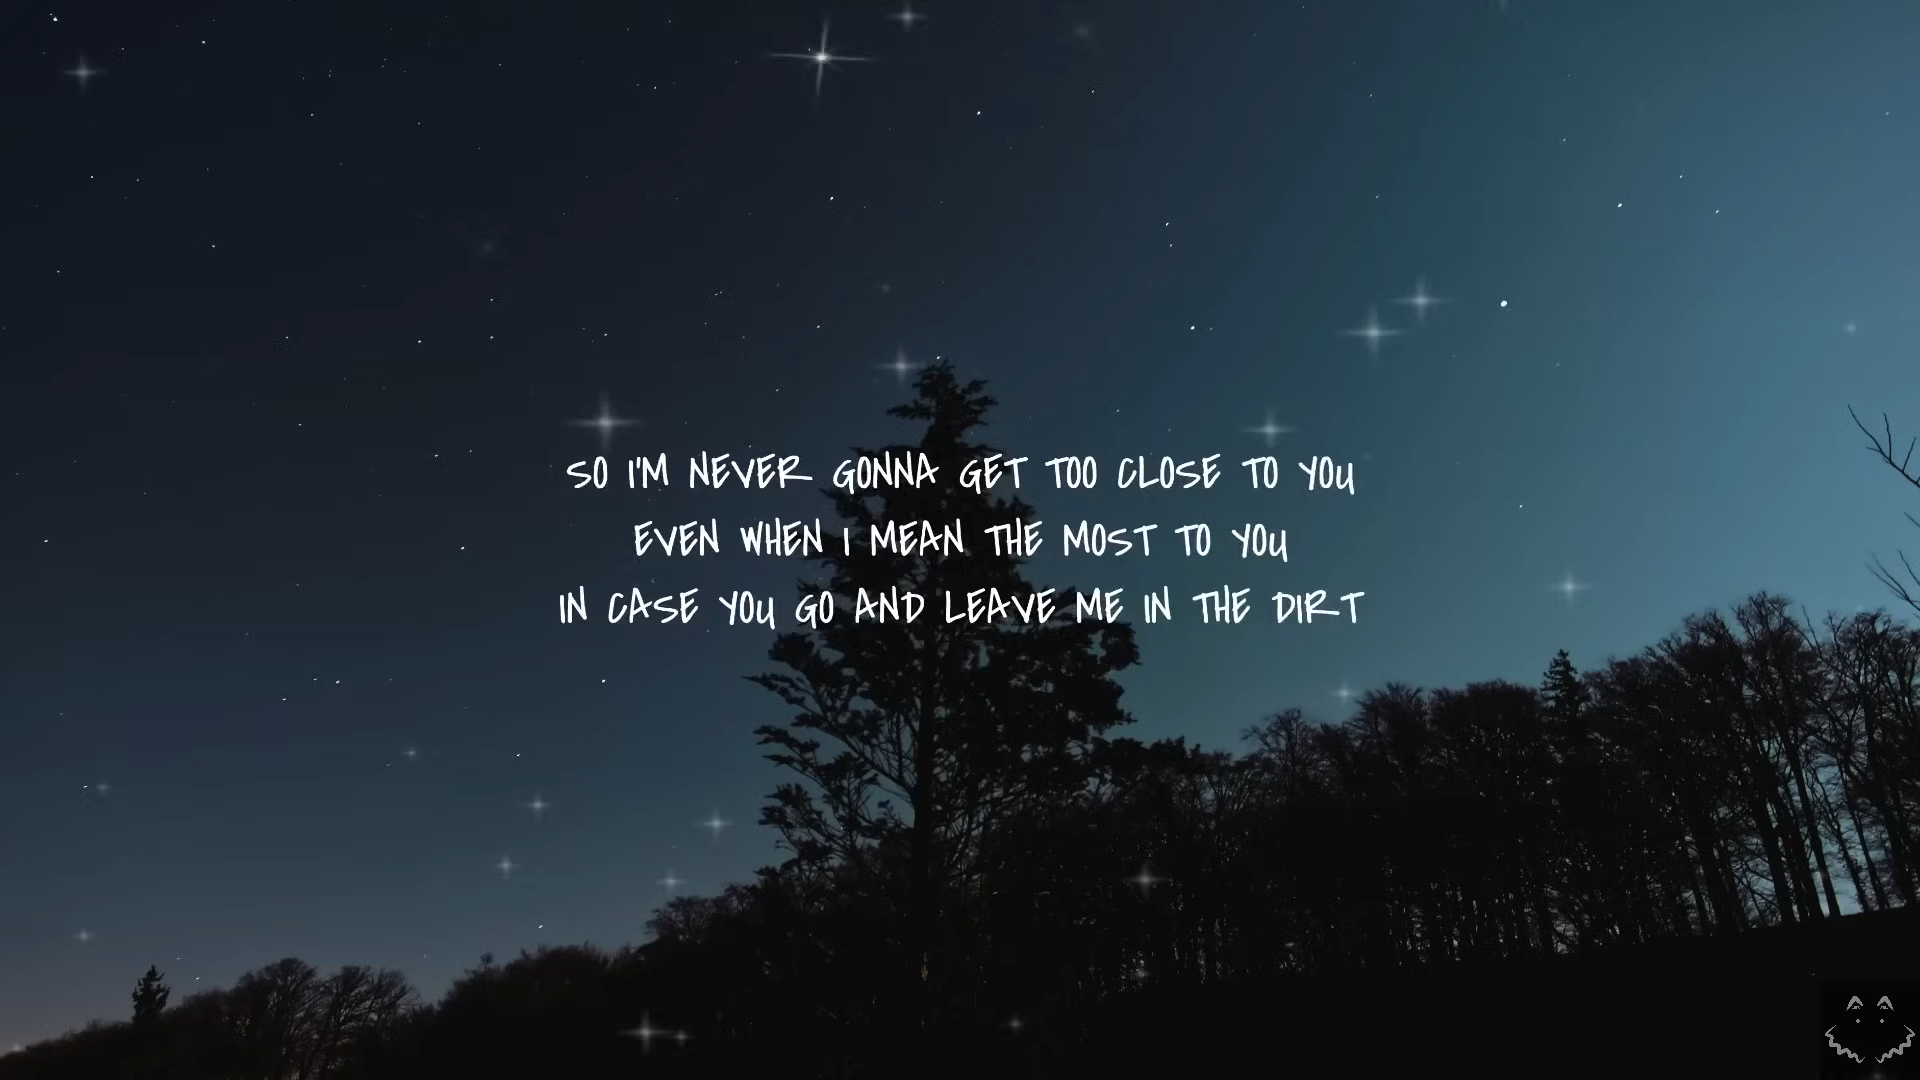 SO I'M NEVER GONNA GET TOO CLOSE TO YOU
EVEN WHEN I MEAN THE MOST TO YOU
IN CASE YOU GO AND LEAVE ME IN THE DIRT